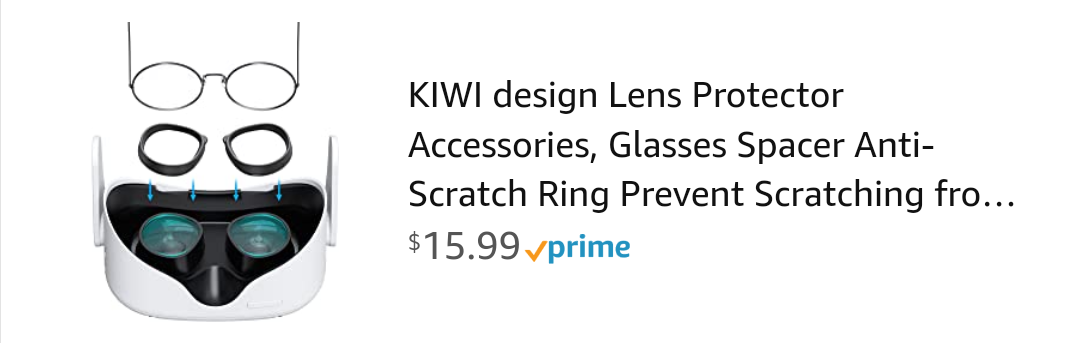 KIWI design Lens Protector
Accessories, Glasses Spacer Anti-
Scratch Ring Prevent Scratching fro...
$15.99 prime